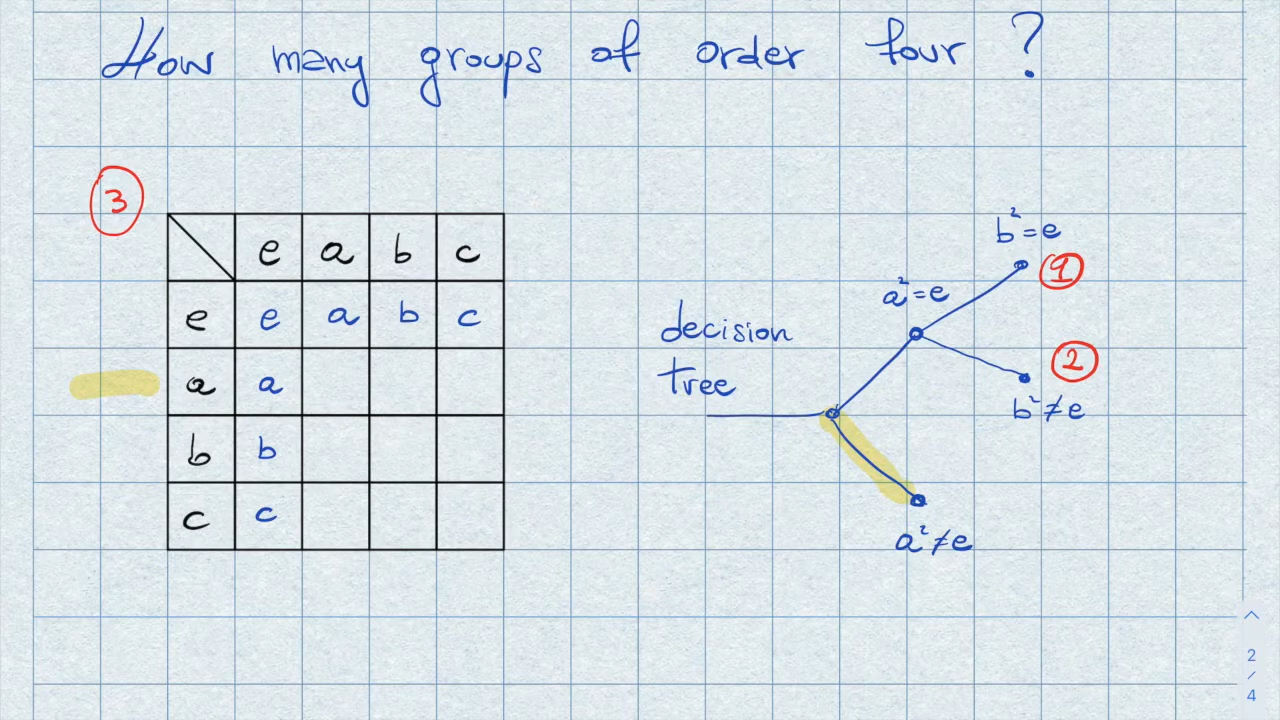 How many groups of order four ?
3
e a b c
e e a b c
a a
b b
c c
decision
tree
a²=e
b²=e
1
2
b²≠e
a²≠e
2
/
4